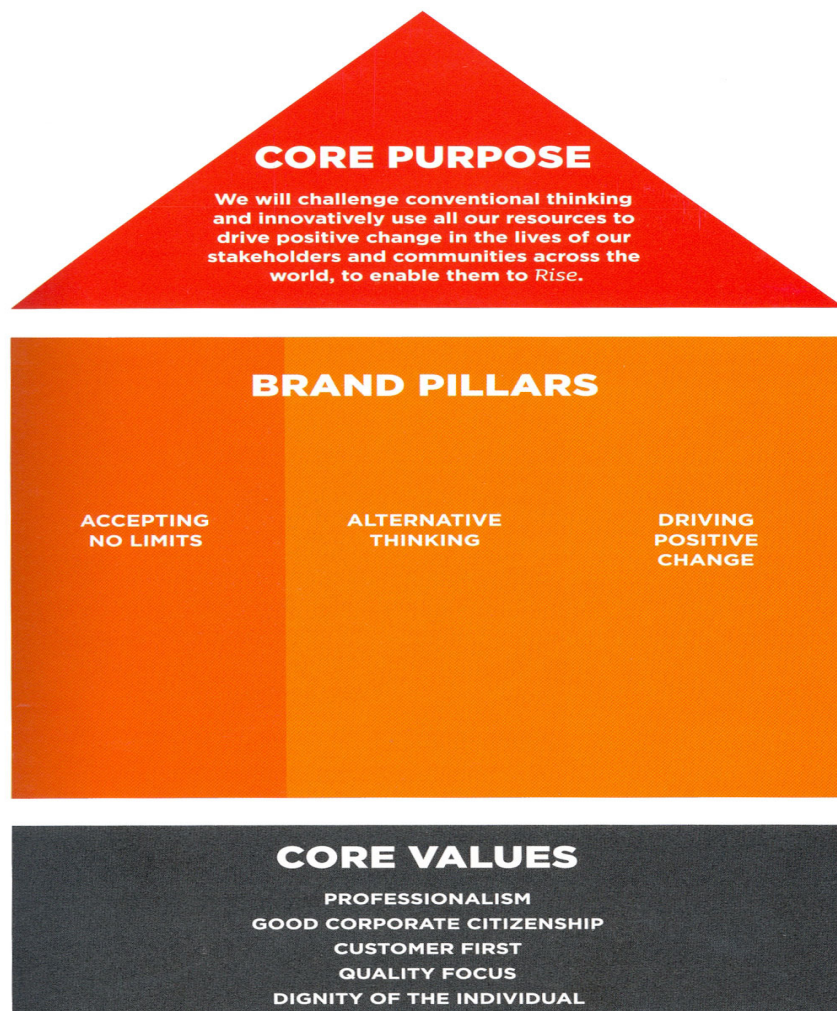 CORE PURPOSE
We will challenge conventional thinking
and innovatively use all our resources to
drive positive change in the lives of our
stakeholders and communities across the
world, to enable them to Rise.
BRAND PILLARS
ACCEPTING
NO LIMITS
ALTERNATIVE
THINKING
DRIVING
POSITIVE
CHANGE
CORE VALUES
PROFESSIONALISM
GOOD CORPORATE CITIZENSHIP
CUSTOMER FIRST
QUALITY FOCUS
DIGNITY OF THE INDIVIDUAL